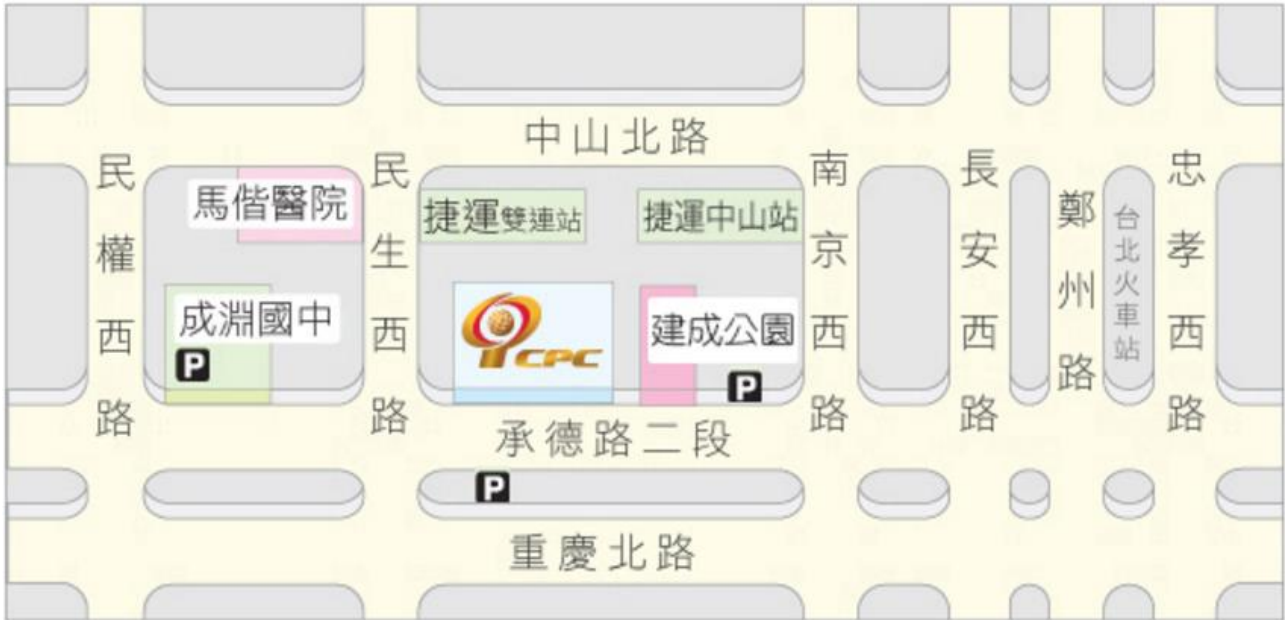 中山北路
民權西路
馬偕醫院
民生西路
捷運雙連站
捷運中山站
南京西路
長安西路
鄭州路
台北火車站
忠孝西路
成淵國中
P
CPC
建成公園
P
承德路二段
P
重慶北路